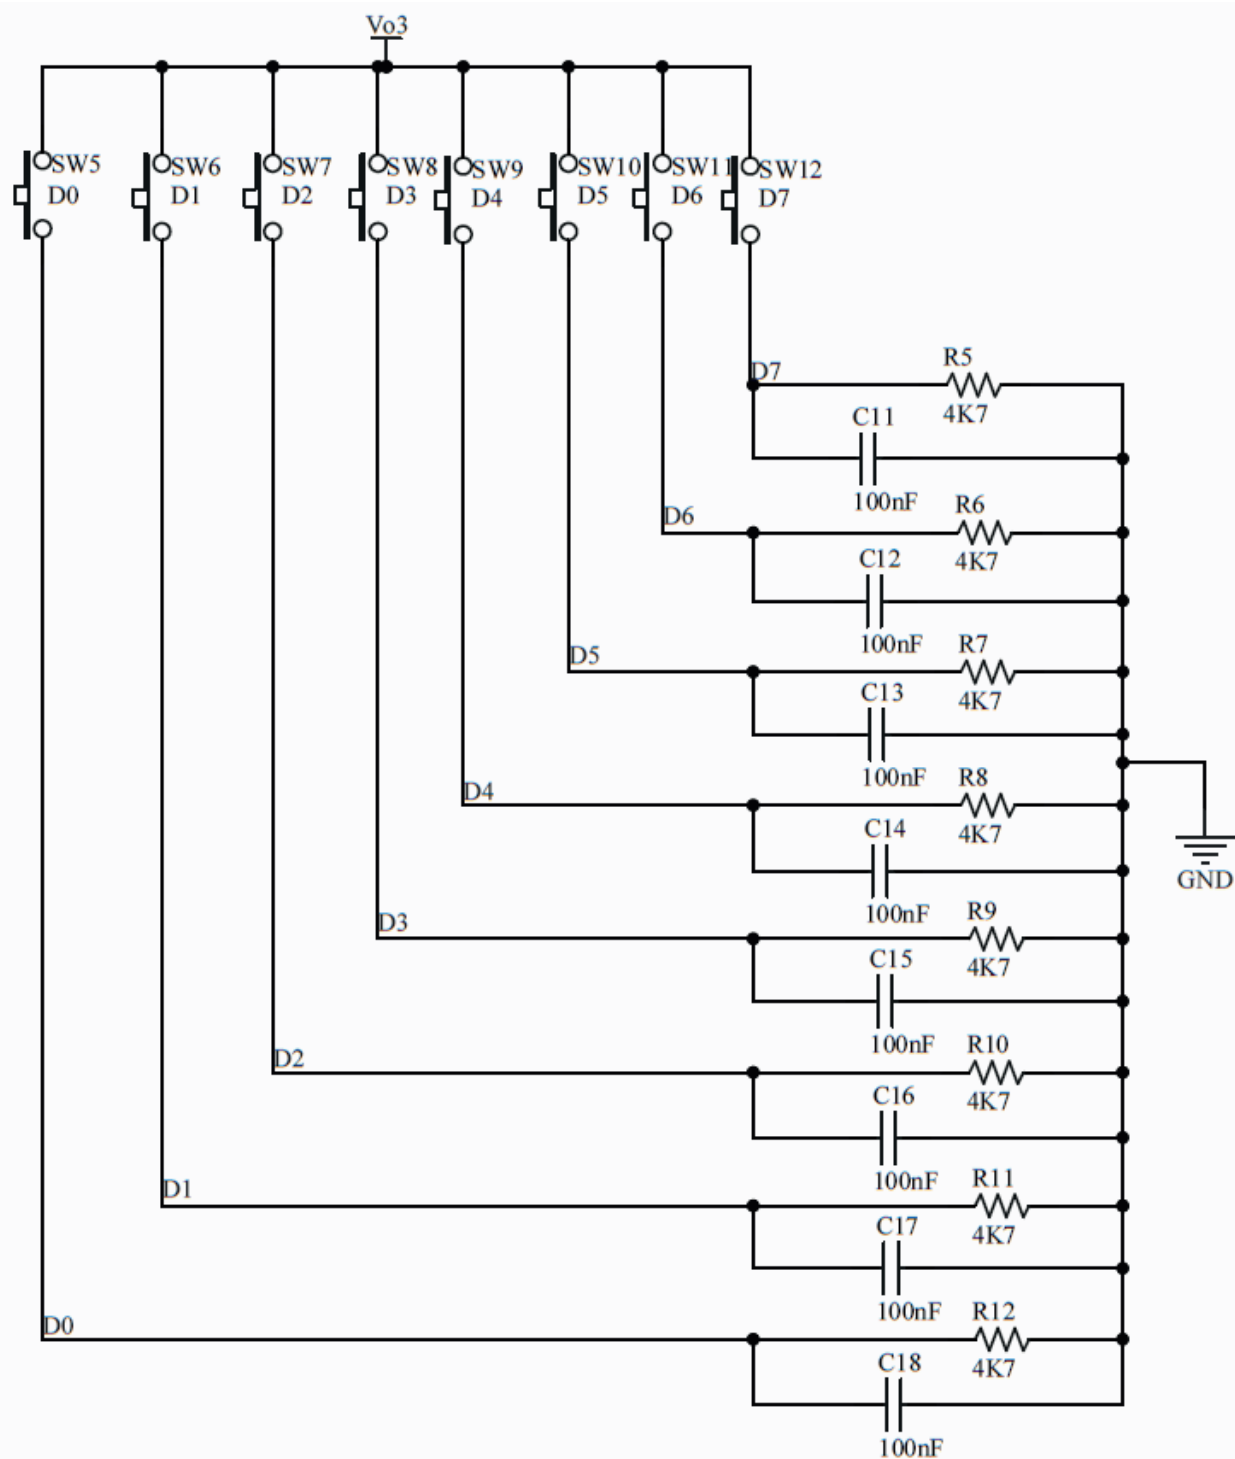 Vo3
SW5 SW6 SW7 SW8 SW9 SW10 SW11 SW12
D0 D1 D2 D3 D4 D5 D6 D7
R5
D7
4K7
C11
100nF
R6
D6
4K7
C12
100nF
R7
D5
4K7
C13
100nF
R8
D4
4K7
C14
100nF
GND
R9
D3
4K7
C15
100nF
R10
D2
4K7
C16
100nF
R11
D1
4K7
C17
100nF
R12
D0
4K7
C18
100nF